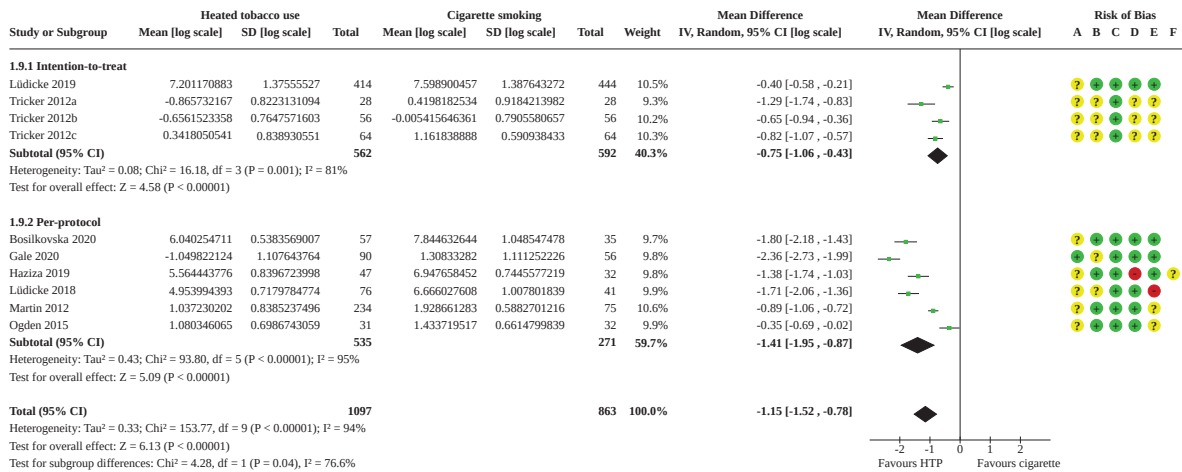 Heated tobacco use Cigarette smoking Mean Difference Mean Difference Risk of Bias
Study or Subgroup Mean [log scale] SD [log scale] Total Mean [log scale] SD [log scale] Total Weight IV, Random, 95% CI [log scale] IV, Random, 95% CI [log scale] A B C D E F
1.9.1 Intention-to-treat
Lüdicke 2019 7.201170883 1.37555527 414 7.598900457 1.387643272 444 10.5% -0.40 [-0.58 , -0.21] ? + + + +
Tricker 2012a -0.865732167 0.8223131094 28 0.4198182534 0.9184213982 28 9.3% -1.29 [-1.74 , -0.83] ? ? + ? ?
Tricker 2012b -0.6561523358 0.7647571603 56 -0.005415646361 0.7905580657 56 10.2% -0.65 [-0.94 , -0.36] ? ? + ? ?
Tricker 2012c 0.3418050541 0.838930551 64 1.161838888 0.590938433 64 10.3% -0.82 [-1.07 , -0.57] ? ? + ? ?
Subtotal (95% CI) 562 592 40.3% -0.75 [-1.06 , -0.43]
Heterogeneity: Tau² = 0.08; Chi² = 16.18, df = 3 (P = 0.001); I² = 81%
Test for overall effect: Z = 4.58 (P < 0.00001)
1.9.2 Per-protocol
Bosilkovska 2020 6.040254711 0.5383569007 57 7.844632644 1.048547478 35 9.7% -1.80 [-2.18 , -1.43] ? + + + +
Gale 2020 -1.049822124 1.107643764 90 1.30833282 1.111252226 56 9.7% -2.36 [-2.73 , -1.99] + ? + + +
Haziza 2019 5.564443776 0.8396723998 47 6.947658452 0.7445577219 32 9.8% -1.38 [-1.74 , -1.03] ? + + - + ?
Lüdicke 2018 4.953994393 0.7179784774 76 6.666027608 1.007801839 41 9.8% -1.71 [-2.06 , -1.36] ? ? + + -
Martin 2012 1.037230202 0.8385237496 234 1.928661283 0.5882701216 75 10.6% -0.89 [-1.06 , -0.72] ? + + + ?
Ogden 2015 1.080346065 0.6986743059 31 1.433719517 0.6614799839 32 9.9% -0.35 [-0.69 , -0.02] ? + + + ?
Subtotal (95% CI) 535 271 59.7% -1.41 [-1.95 , -0.87]
Heterogeneity: Tau² = 0.43; Chi² = 93.80, df = 5 (P < 0.00001); I² = 95%
Test for overall effect: Z = 5.09 (P < 0.00001)
Total (95% CI) 1097 863 100.0% -1.15 [-1.52 , -0.78]
Heterogeneity: Tau² = 0.33; Chi² = 153.77, df = 9 (P < 0.00001); I² = 94%
Test for overall effect: Z = 6.13 (P < 0.00001) -2 -1 0 1 2
Test for subgroup differences: Chi² = 4.28, df = 1 (P = 0.04), I² = 76.6% Favours HTP Favours cigarette